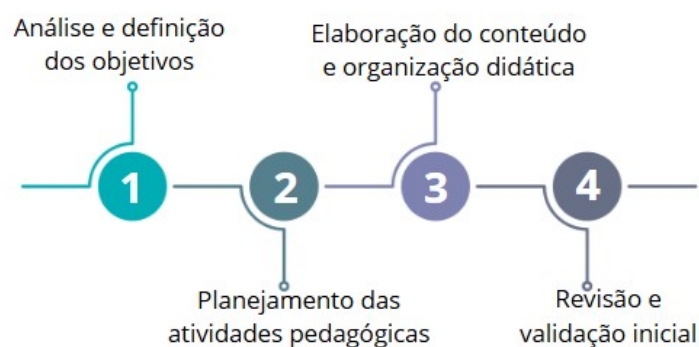 Análise e definição
dos objetivos
Elaboração do conteúdo
e organização didática
1
2
3
4
Planejamento das
atividades pedagógicas
Revisão e
validação inicial